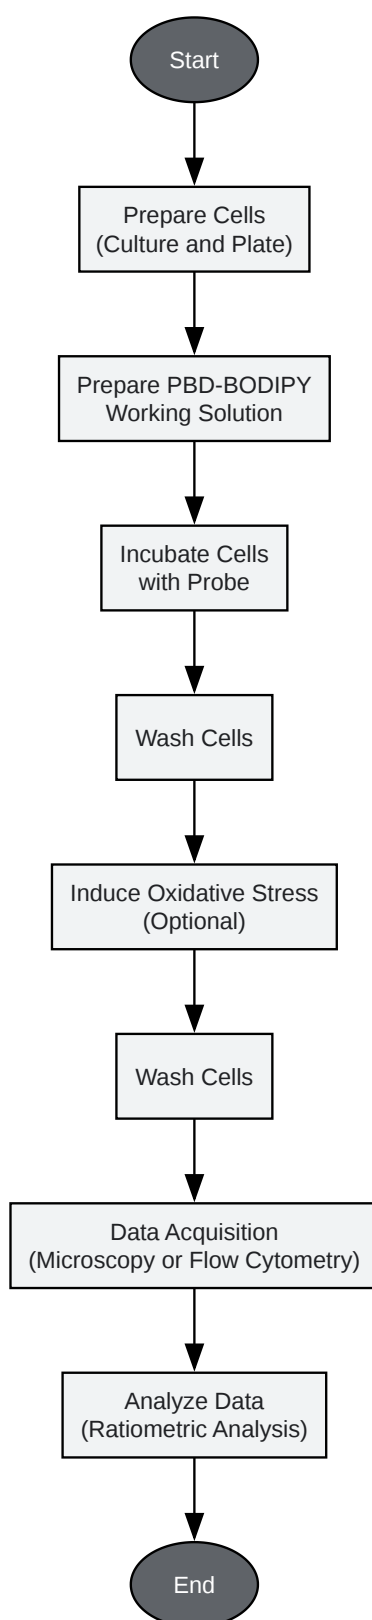 Start
Prepare Cells
(Culture and Plate)
Prepare PBD-BODIPY
Working Solution
Incubate Cells
with Probe
Wash Cells
Induce Oxidative Stress
(Optional)
Wash Cells
Data Acquisition
(Microscopy or Flow Cytometry)
Analyze Data
(Ratiometric Analysis)
End